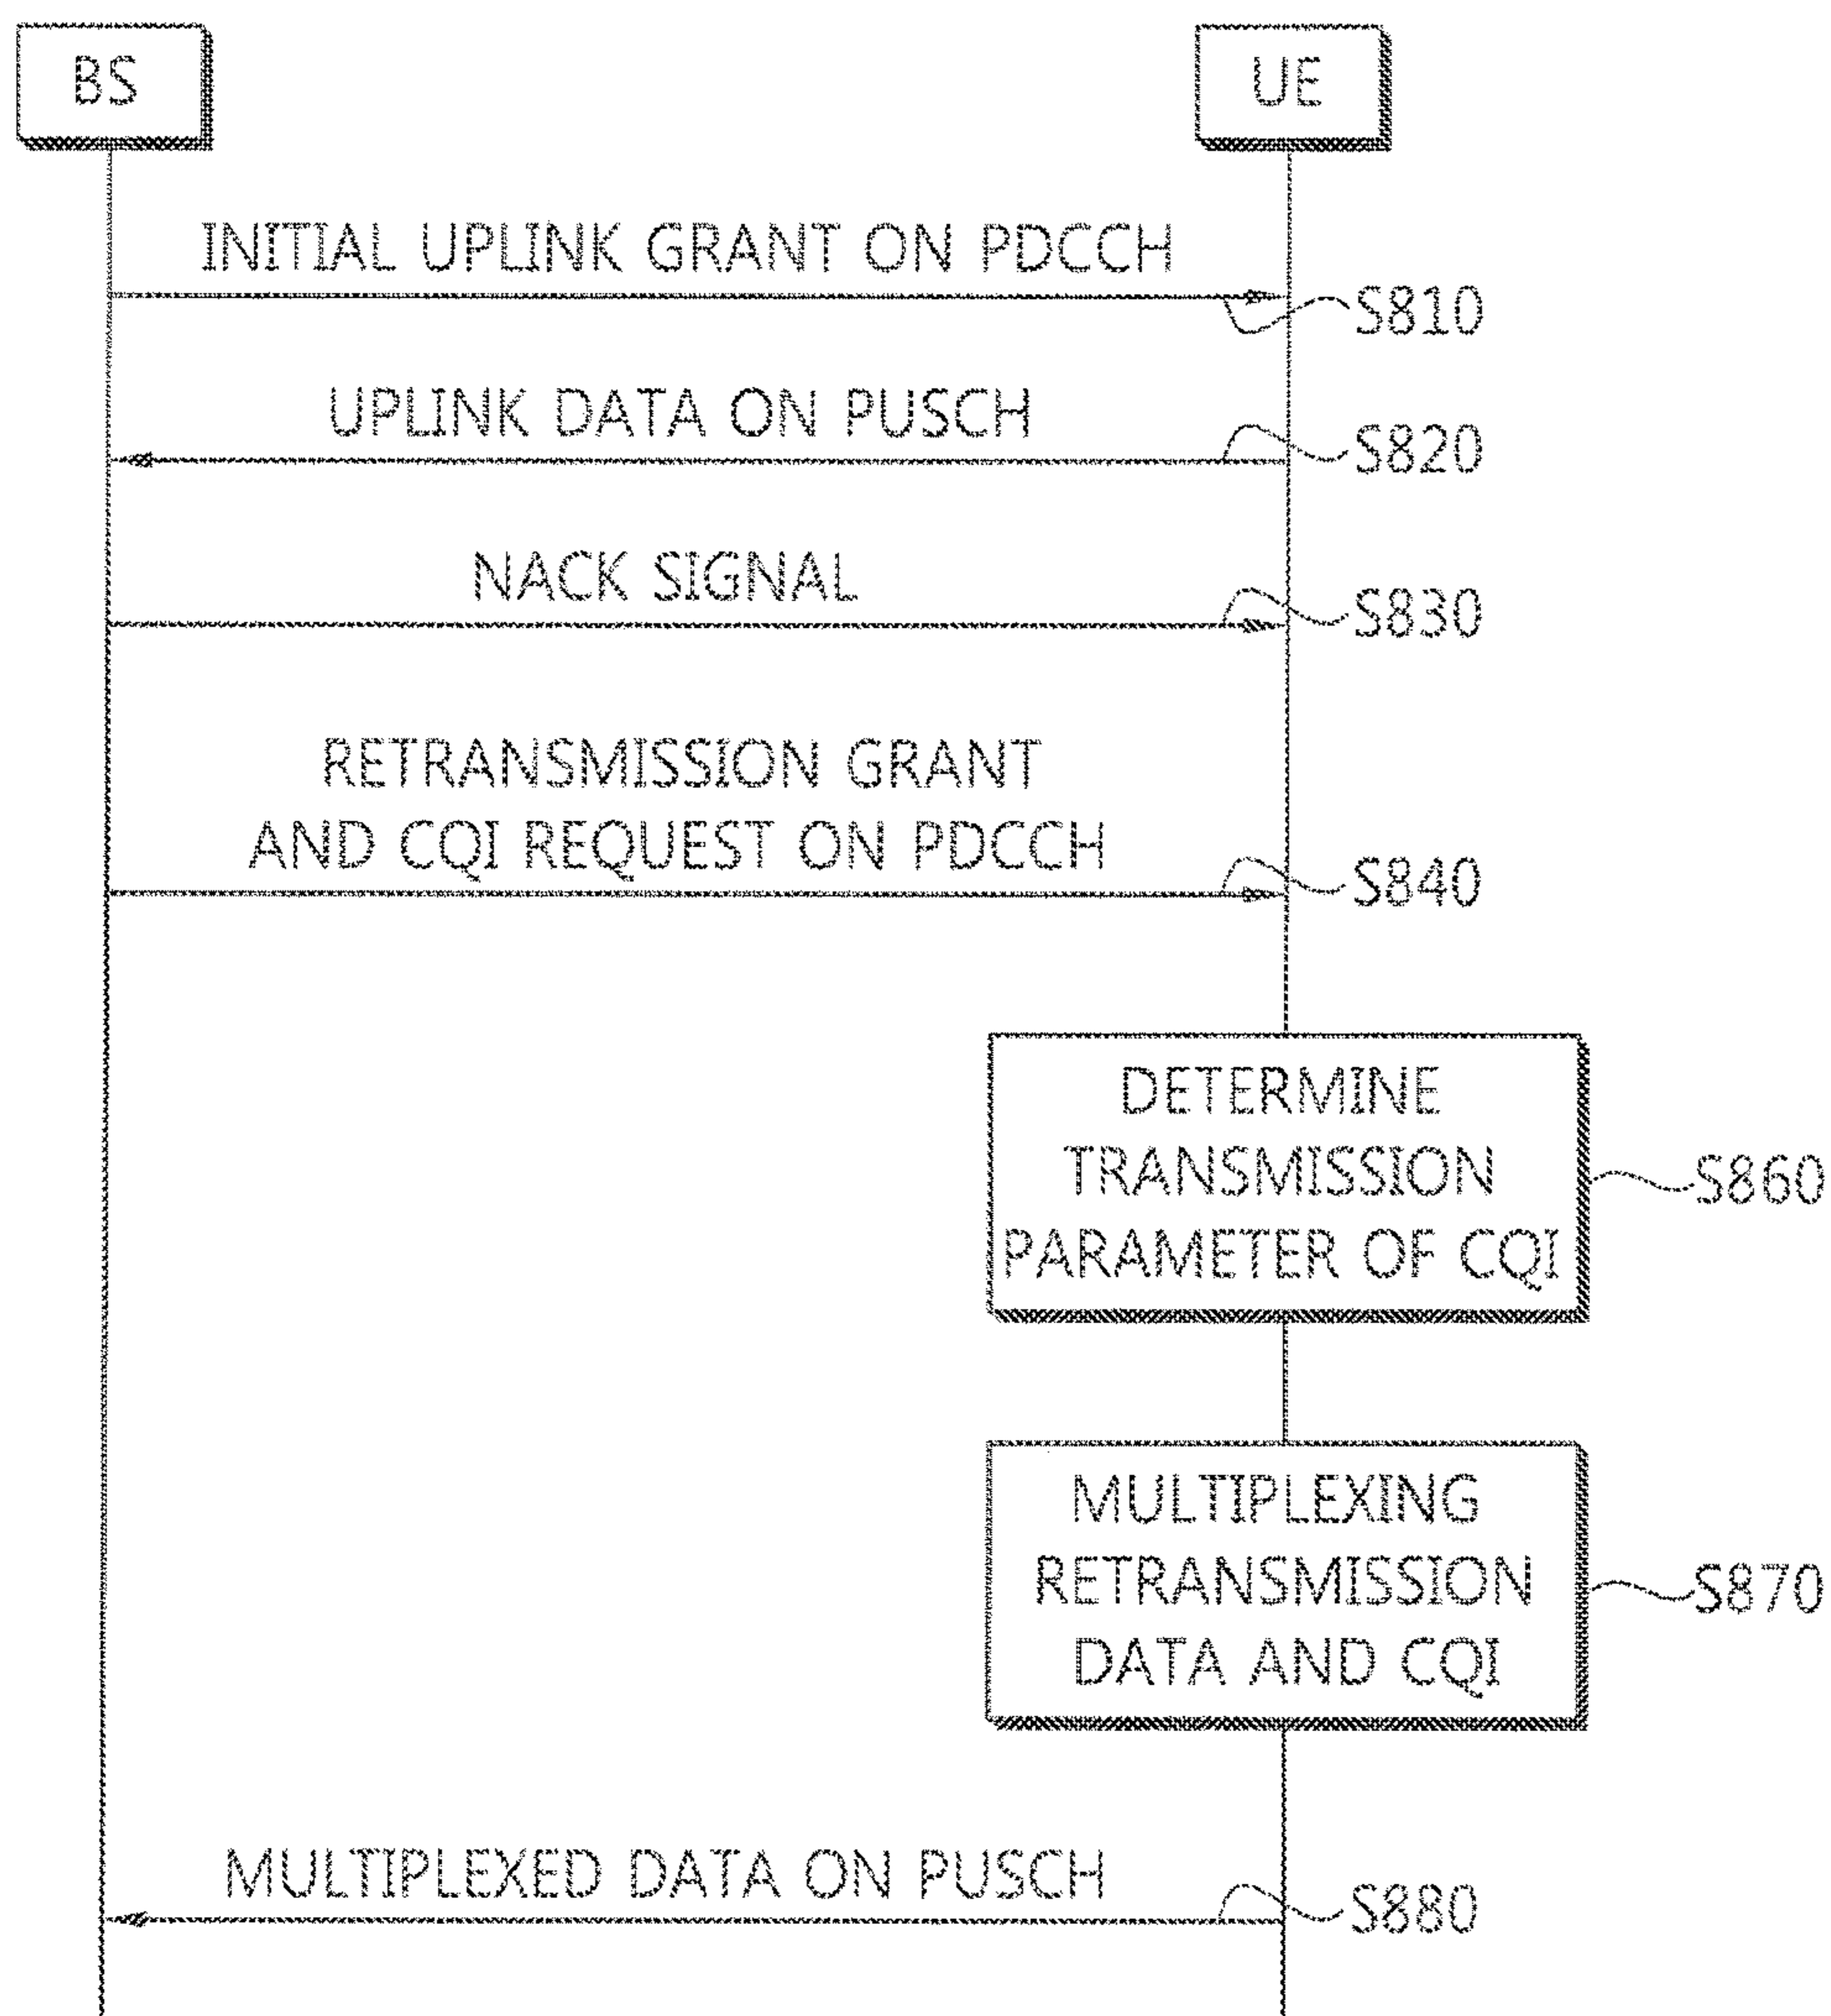 BS
UE
INITIAL UPLINK GRANT ON PDCCH
S810
UPLINK DATA ON PUSCH
S820
NACK SIGNAL
S830
RETRANSMISSION GRANT
AND CQI REQUEST ON PDCCH
S840
DETERMINE
TRANSMISSION
PARAMETER OF CQI
S860
MULTIPLEXING
RETRANSMISSION
DATA AND CQI
S870
MULTIPLEXED DATA ON PUSCH
S880